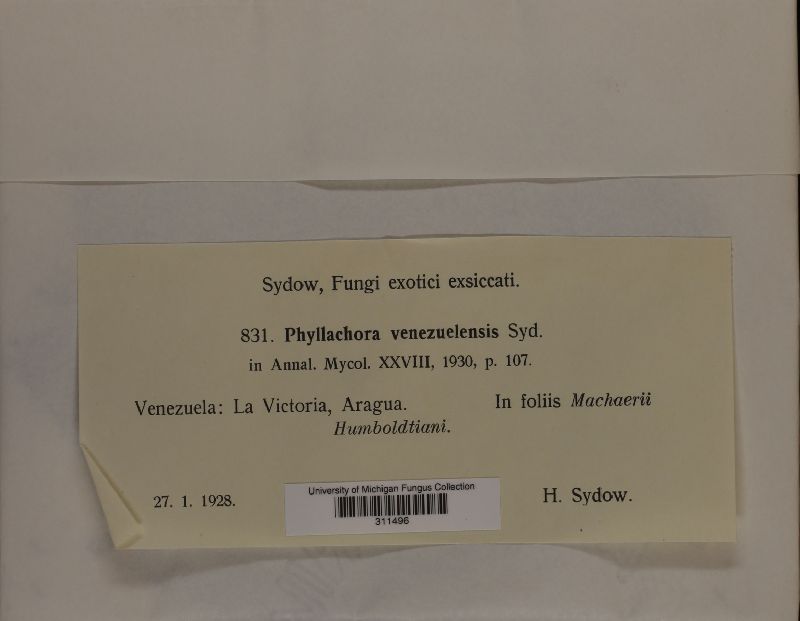 Sydow, Fungi exotici exsiccati.
831. Phyllachora venezuelensis Syd.
in Annal. Mycol. XXVIII, 1930, p. 107.
Venezuela: La Victoria, Aragua. In foliis Machaerii
Humboldtiani.
27. 1. 1928. H. Sydow.
University of Michigan Fungus Collection
311496